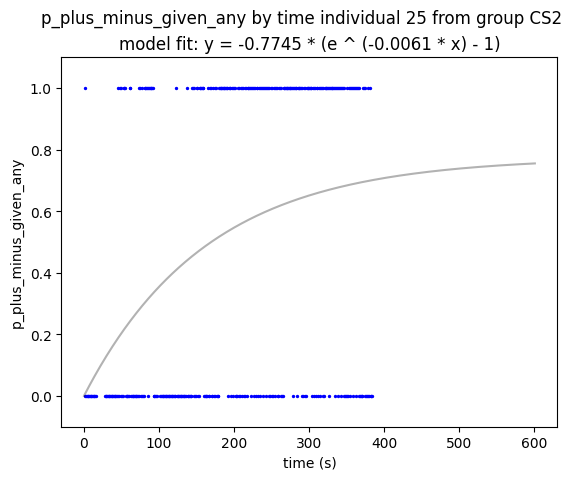 p_plus_minus_given_any by time individual 25 from group CS2
model fit: y = -0.7745 * (e ^ (-0.0061 * x) - 1)
1.0
0.8
0.6
0.4
0.2
0.0
p_plus_minus_given_any
0 100 200 300 400 500 600
time (s)